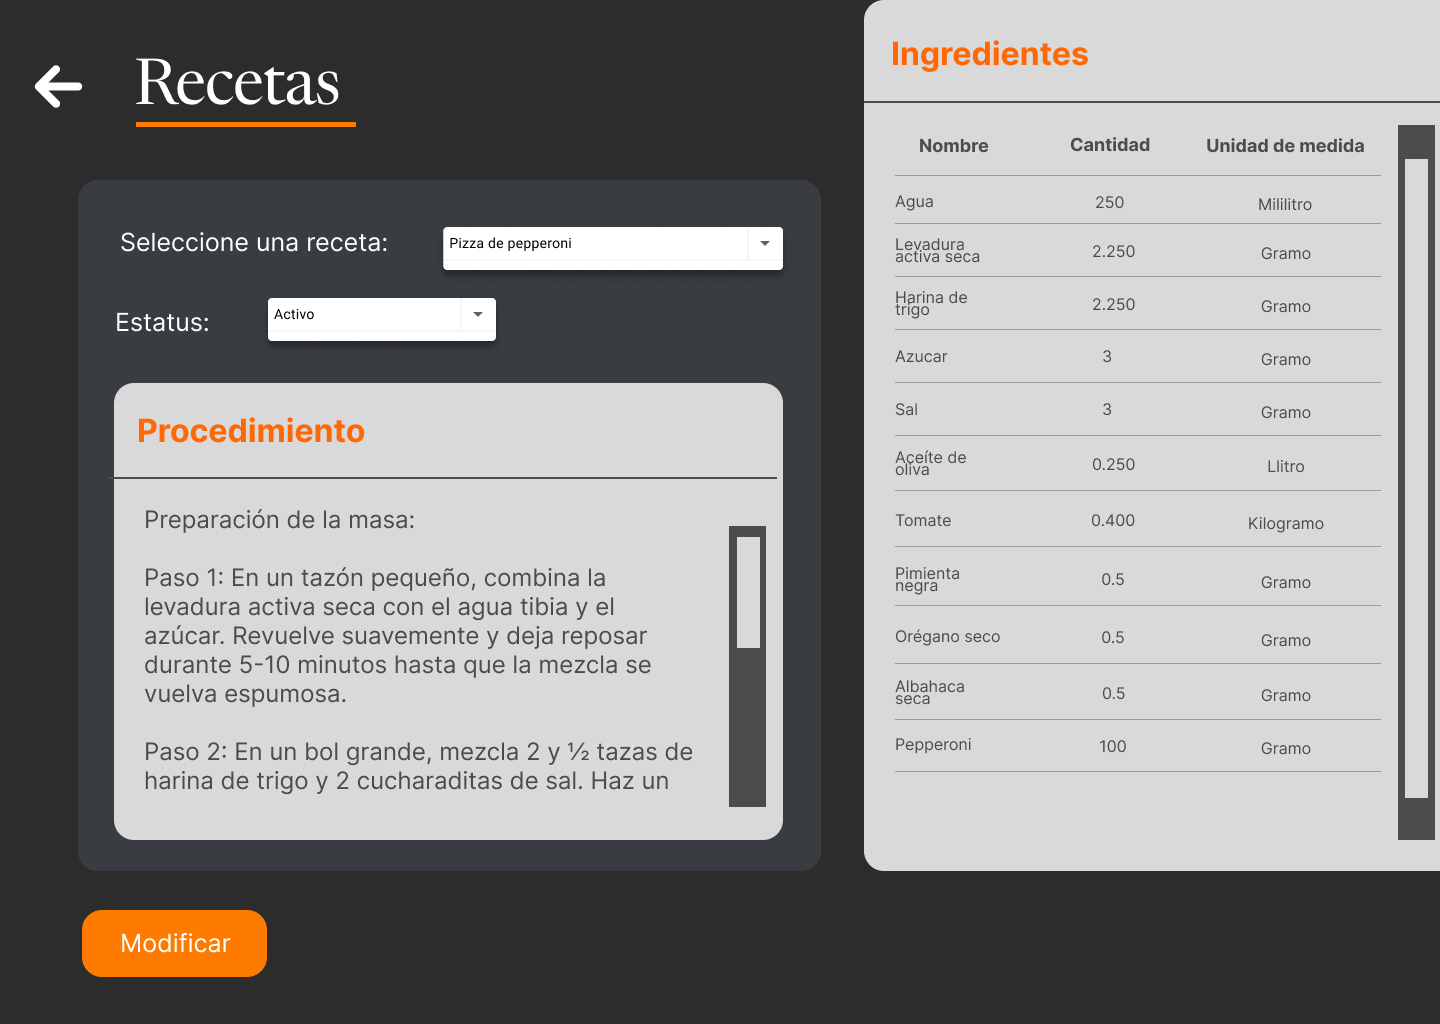 Recetas
Seleccione una receta:
Pizza de pepperoni
Estatus:
Activo
Procedimiento
Preparación de la masa:
Paso 1: En un tazón pequeño, combina la
levadura activa seca con el agua tibia y el
azúcar. Revuelve suavemente y deja reposar
durante 5-10 minutos hasta que la mezcla se
vuelva espumosa.
Paso 2: En un bol grande, mezcla 2 y ½ tazas de
harina de trigo y 2 cucharaditas de sal. Haz un
Modificar
Ingredientes
Nombre Cantidad Unidad de medida
Agua 250 Mililitro
Levadura
activa seca 2.250 Gramo
Harina de
trigo 2.250 Gramo
Azucar 3 Gramo
Sal 3 Gramo
Aceíte de
oliva 0.250 Llitro
Tomate 0.400 Kilogramo
Pimienta
negra 0.5 Gramo
Orégano seco 0.5 Gramo
Albahaca
seca 0.5 Gramo
Pepperoni 100 Gramo